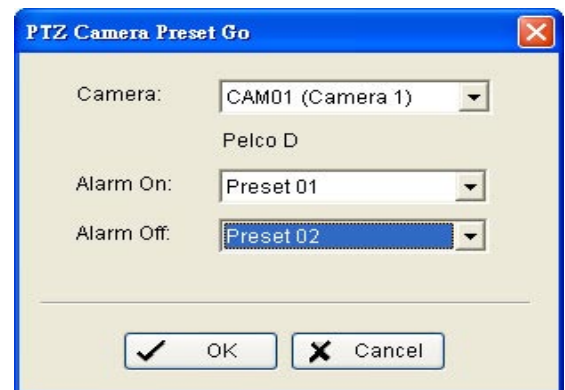 PTZ Camera Preset Go
Camera: CAM01 (Camera 1)
Pelco D
Alarm On: Preset 01
Alarm Off: Preset 02
OK Cancel